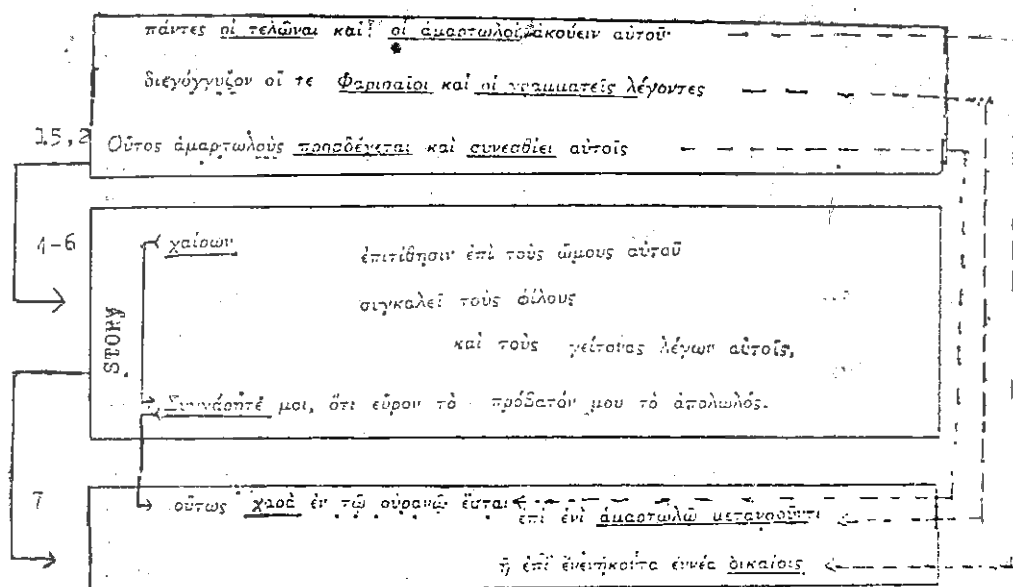 πάντες οἱ τελῶναι καὶ οἱ ἁμαρτωλοὶ ἀκούειν αὐτοῦ·
διεγόγγυζον οἵ τε Φαρισαῖοι καὶ οἱ γραμματεῖς λέγοντες
15,2 Οὗτος ἁμαρτωλοὺς προσδέχεται καὶ συνεσθίει αὐτοῖς
4-6
STORY
χαίρων ἐπιτίθησιν ἐπὶ τοὺς ὤμους αὐτοῦ
συγκαλεῖ τοὺς φίλους
καὶ τοὺς γείτονας λέγων αὐτοῖς,
Συγχάρητέ μοι, ὅτι εὗρον τὸ πρόβατόν μου τὸ ἀπολωλός.
7
οὕτως χαρὰ ἐν τῷ οὐρανῷ ἔσται
ἐπὶ ἑνὶ ἁμαρτωλῷ μετανοοῦντι
ἢ ἐπὶ ἐνενήκοντα ἐννέα δικαίοις